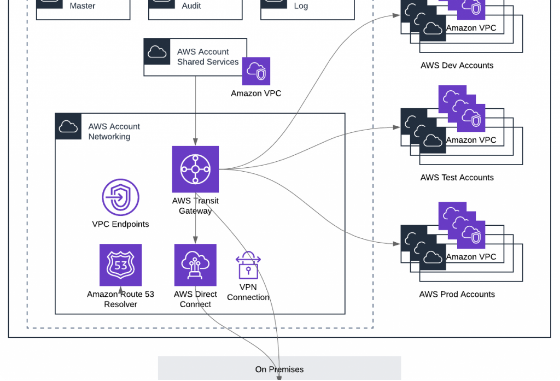 Master
Audit
Log
AWS Account
Shared Services
Amazon VPC
Amazon VPC
AWS Dev Accounts
AWS Account
Networking
AWS Transit
Gateway
VPC Endpoints
Amazon VPC
AWS Test Accounts
53
Amazon Route 53
Resolver
AWS Direct
Connect
VPN
Connection
Amazon VPC
AWS Prod Accounts
On Premises